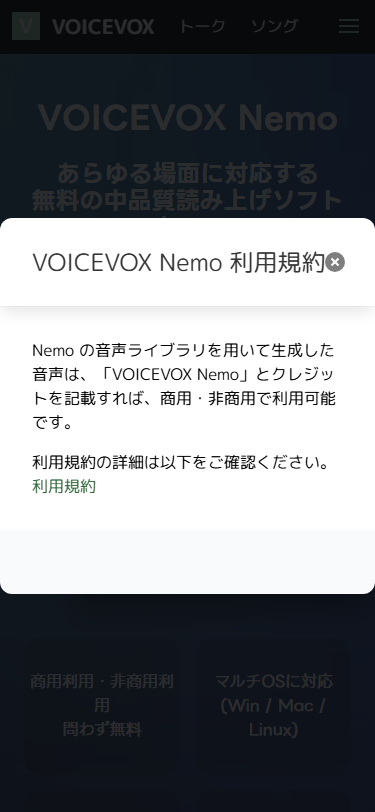 V VOICEVOX トーク ソング
VOICEVOX Nemo
あらゆる場面に対応する
無料の中品質読み上げソフト
VOICEVOX Nemo 利用規約
Nemo の音声ライブラリを用いて生成した
音声は、「VOICEVOX Nemo」とクレジッ
トを記載すれば、商用・非商用で利用可能
です。
利用規約の詳細は以下をご確認ください。
利用規約
商用利用・非商用利
用
問わず無料
マルチOSに対応
(Win / Mac /
Linux)